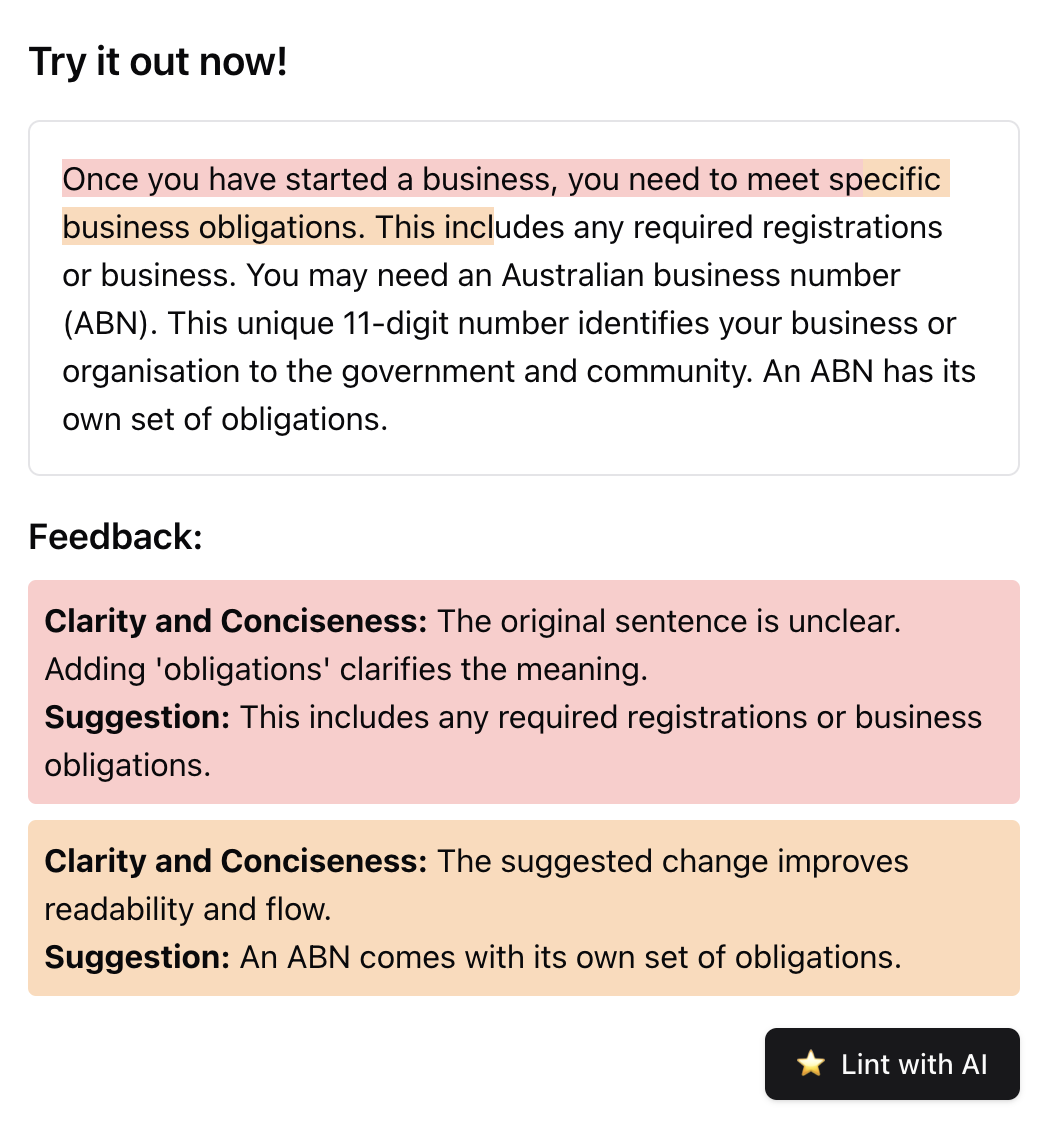 Try it out now!
Once you have started a business, you need to meet specific
business obligations. This includes any required registrations
or business. You may need an Australian business number
(ABN). This unique 11-digit number identifies your business or
organisation to the government and community. An ABN has its
own set of obligations.
Feedback:
Clarity and Conciseness: The original sentence is unclear.
Adding 'obligations' clarifies the meaning.
Suggestion: This includes any required registrations or business
obligations.
Clarity and Conciseness: The suggested change improves
readability and flow.
Suggestion: An ABN comes with its own set of obligations.
Lint with AI